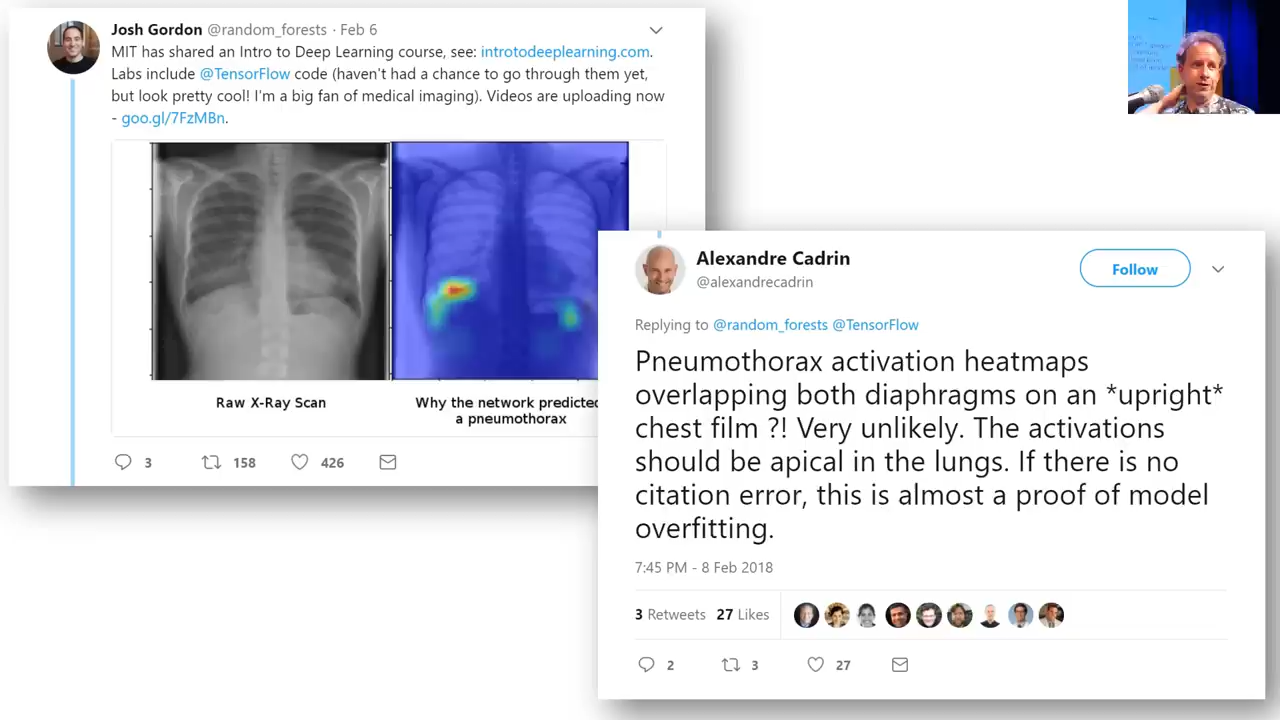 Josh Gordon @random_forests · Feb 6
MIT has shared an Intro to Deep Learning course, see: introtodeeplearning.com.
Labs include @TensorFlow code (haven't had a chance to go through them yet,
but look pretty cool! I'm a big fan of medical imaging). Videos are uploading now
- goo.gl/7FzMBn.
Raw X-Ray Scan
Why the network predicted
a pneumothorax
3 158 426
Alexandre Cadrin
@alexandrecadrin
Follow
Replying to @random_forests @TensorFlow
Pneumothorax activation heatmaps
overlapping both diaphragms on an *upright*
chest film ?! Very unlikely. The activations
should be apical in the lungs. If there is no
citation error, this is almost a proof of model
overfitting.
7:45 PM - 8 Feb 2018
3 Retweets 27 Likes
2 3 27